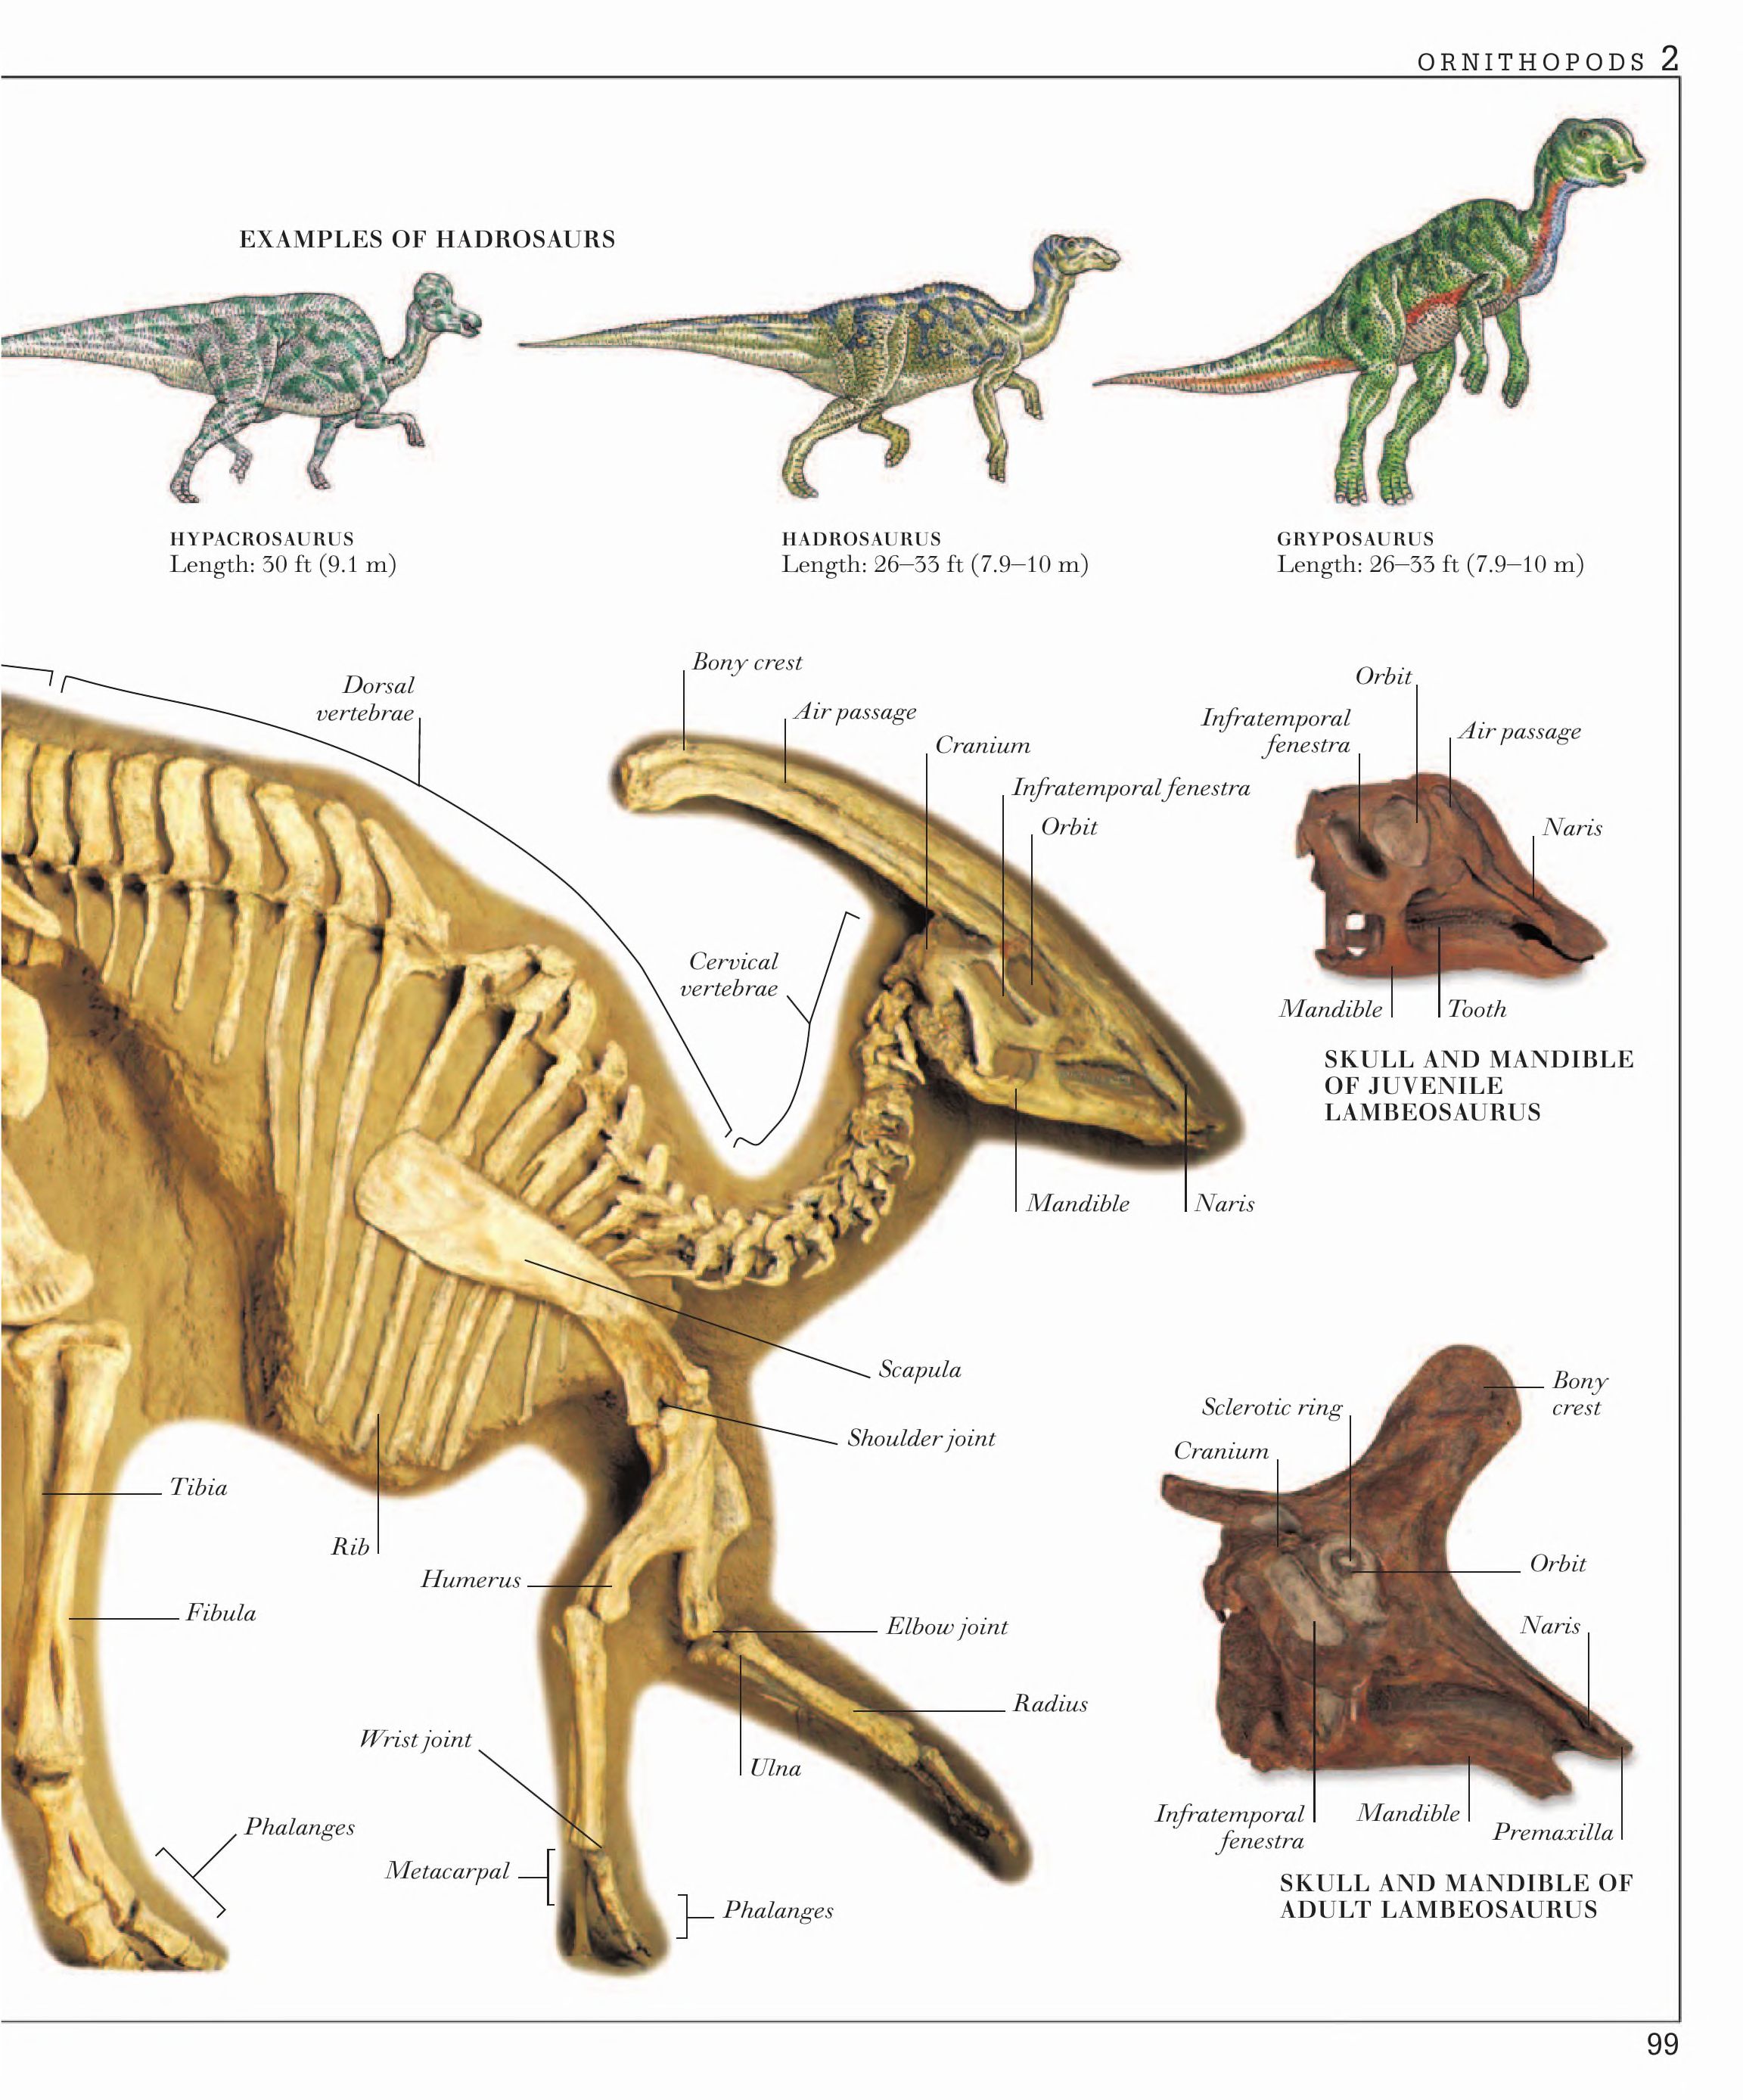 ORNITHOPODS 2
EXAMPLES OF HADROSAURS
HYPACROSAURUS
Length: 30 ft (9.1 m)
HADROSAURUS
Length: 26–33 ft (7.9–10 m)
GRYPOSAURUS
Length: 26–33 ft (7.9–10 m)
Dorsal
vertebrae
Bony crest
Air passage
Cranium
Infratemporal fenestra
Orbit
Cervical
vertebrae
Mandible
Naris
Scapula
Shoulder joint
Tibia
Rib
Humerus
Fibula
Elbow joint
Radius
Wrist joint
Ulna
Phalanges
Metacarpal
Phalanges
Orbit
Infratemporal
fenestra
Air passage
Naris
Mandible
Tooth
SKULL AND MANDIBLE
OF JUVENILE
LAMBEOSAURUS
Bony
crest
Sclerotic ring
Cranium
Orbit
Naris
Infratemporal
fenestra
Mandible
Premaxilla
SKULL AND MANDIBLE OF
ADULT LAMBEOSAURUS
99